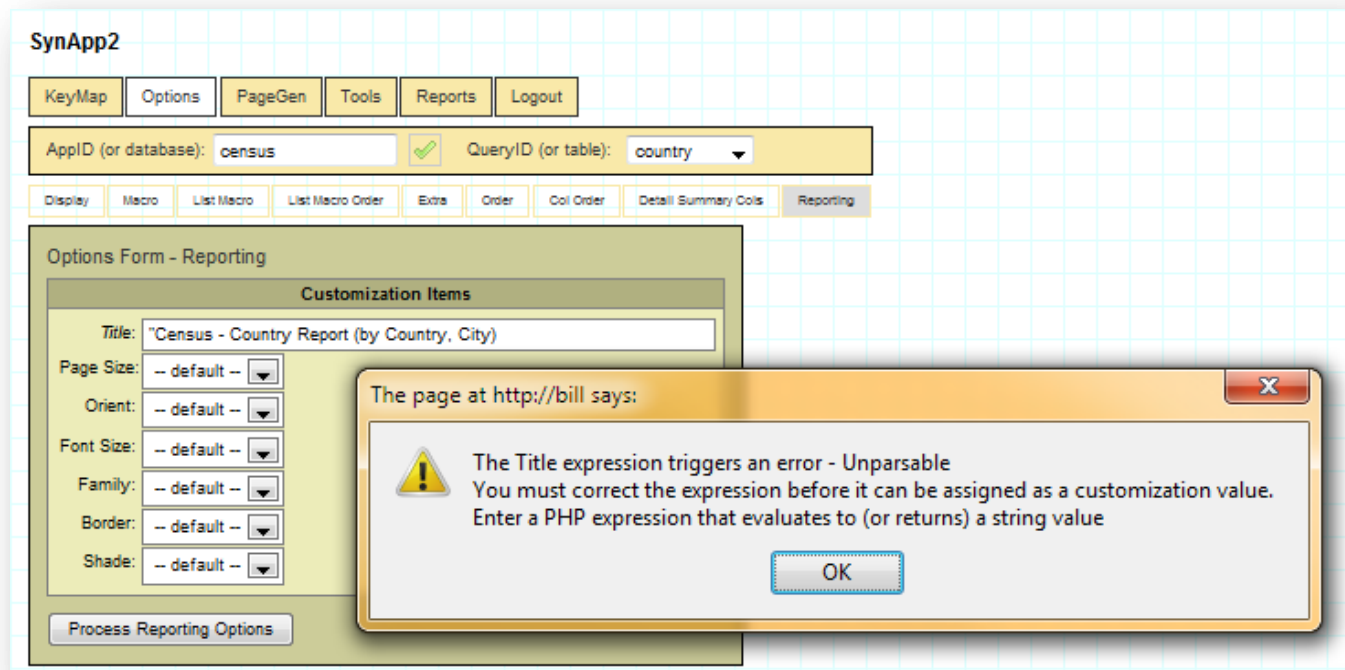 SynApp2
KeyMap Options PageGen Tools Reports Logout
AppID (or database): census QueryID (or table): country
Display Macro List Macro List Macro Order Extra Order Col Order Detail Summary Cols Reporting
Options Form - Reporting
Customization Items
Title: "Census - Country Report (by Country, City)
Page Size: -- default --
Orient: -- default --
Font Size: -- default --
Family: -- default --
Border: -- default --
Shade: -- default --
Process Reporting Options
The page at http://bill says:
The Title expression triggers an error - Unparsable
You must correct the expression before it can be assigned as a customization value.
Enter a PHP expression that evaluates to (or returns) a string value
OK